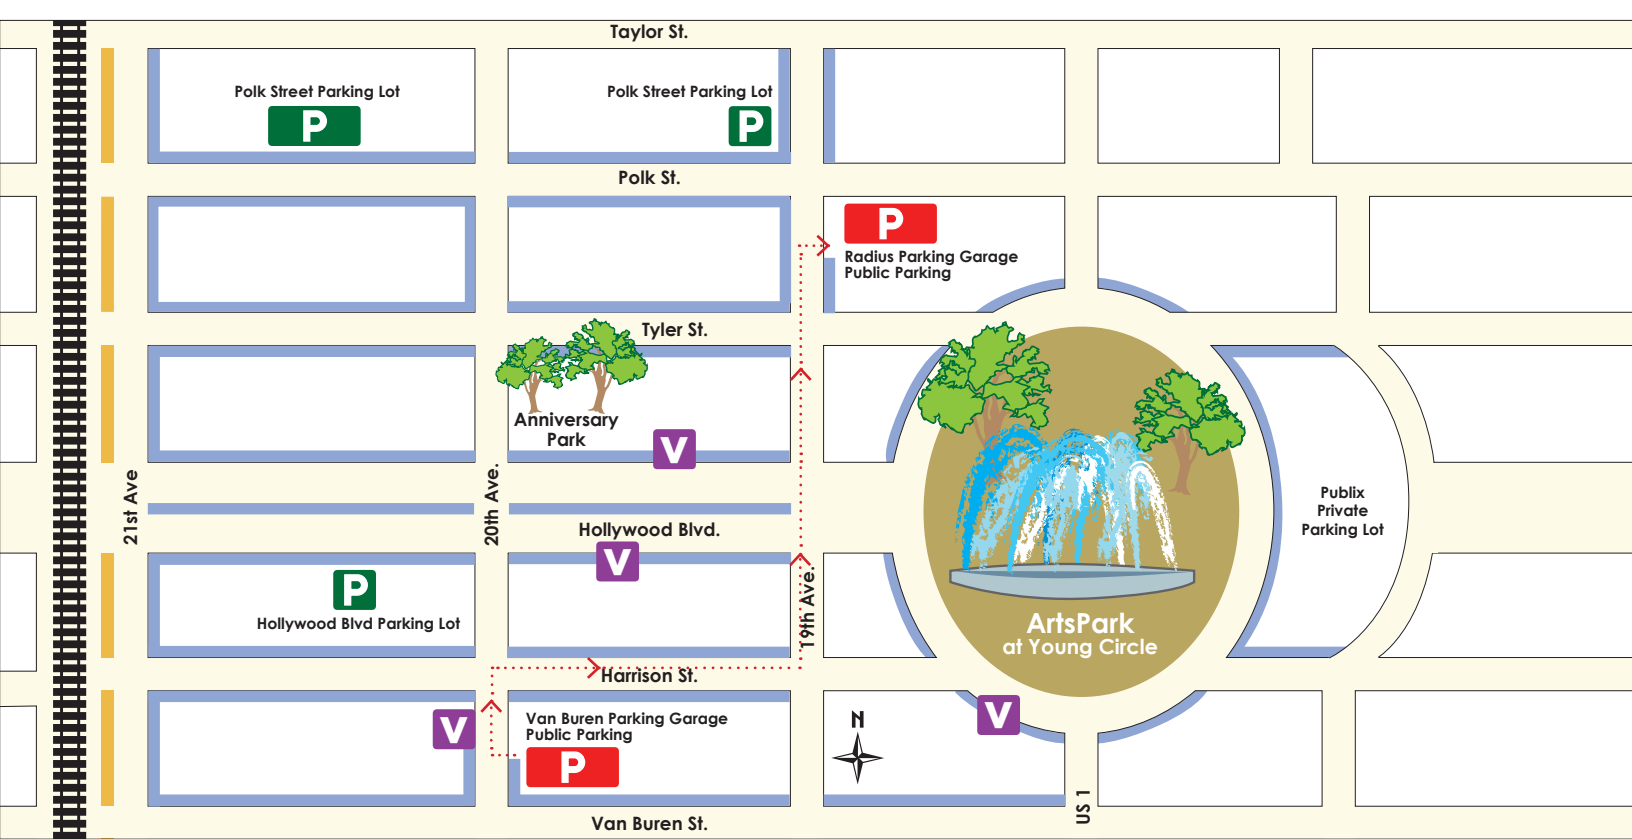 Taylor St.
Polk Street Parking Lot
P
Polk Street Parking Lot
P
Polk St.
P
Radius Parking Garage
Public Parking
Tyler St.
Anniversary
Park
V
21st Ave
20th Ave.
Hollywood Blvd.
V
Publix
Private
Parking Lot
P
Hollywood Blvd Parking Lot
19th Ave.
ArtsPark
at Young Circle
Harrison St.
V
Van Buren Parking Garage
Public Parking
P
N
V
US 1
Van Buren St.